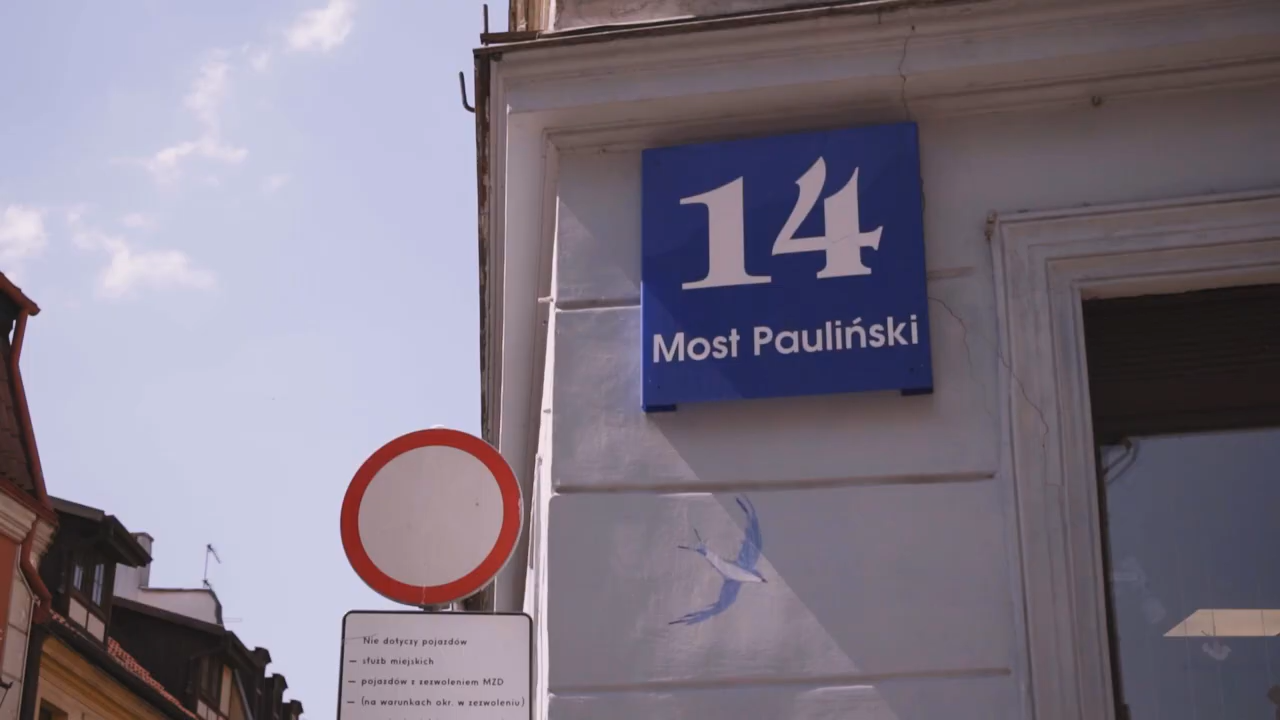 14
Most Pauliński
Nie dotyczy pojazdów
– służb miejskich
– pojazdów z zezwoleniem MZD
– (na warunkach okr. w zezwoleniu)